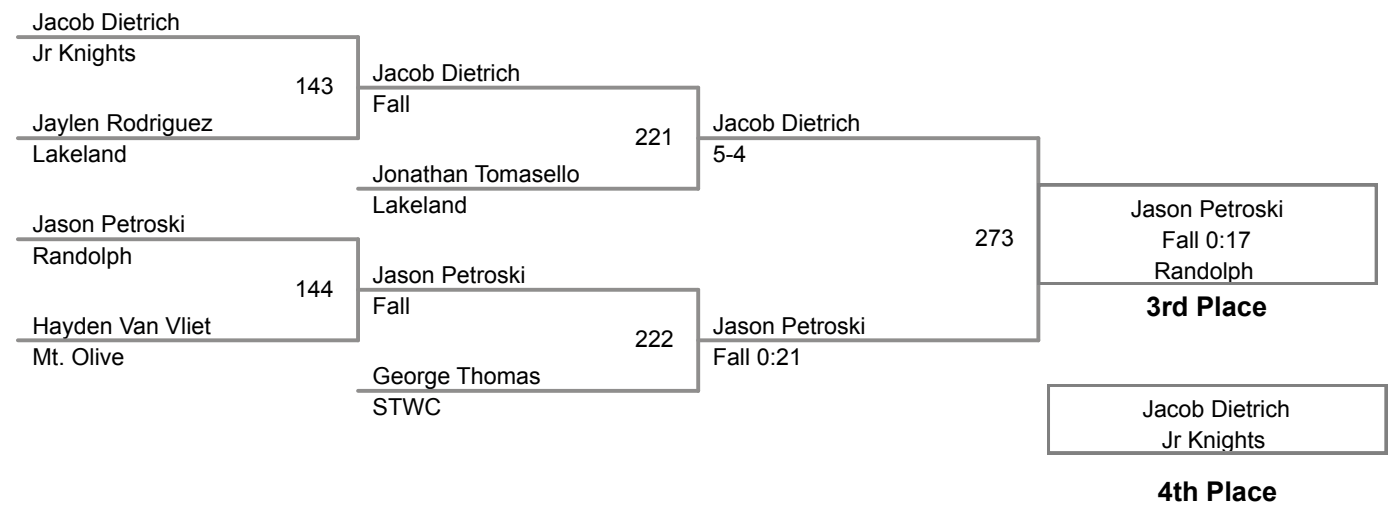 Jacob Dietrich
Jr Knights
143
Jaylen Rodriguez
Lakeland
Jason Petroski
Randolph
144
Hayden Van Vliet
Mt. Olive
Jacob Dietrich
Fall
221
Jonathan Tomasello
Lakeland
Jason Petroski
Fall
222
George Thomas
STWC
Jacob Dietrich
5-4
273
Jason Petroski
Fall 0:21
Jason Petroski
Fall 0:17
Randolph
3rd Place
Jacob Dietrich
Jr Knights
4th Place